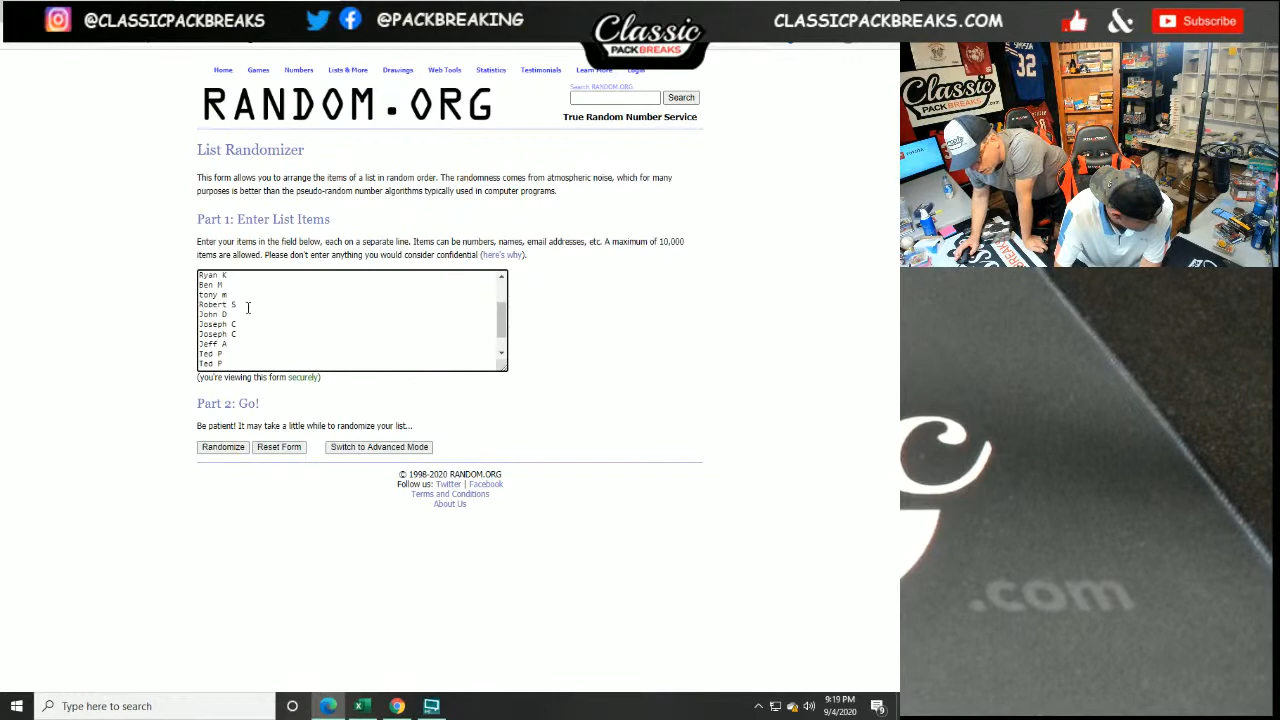 @CLASSICPACKBREAKS @PACKBREAKING Classic PACK BREAKS CLASSICPACKBREAKS.COM Subscribe
Home Games Numbers Lists & More Drawings Web Tools Statistics Testimonials Learn More Login
Search RANDOM.ORG
RANDOM.ORG Search
True Random Number Service
List Randomizer
This form allows you to arrange the items of a list in random order. The randomness comes from atmospheric noise, which for many
purposes is better than the pseudo-random number algorithms typically used in computer programs.
Part 1: Enter List Items
Enter your items in the field below, each on a separate line. Items can be numbers, names, email addresses, etc. A maximum of 10,000
items are allowed. Please don't enter anything you would consider confidential (here's why).
Ryan K
Ben M
tony m
Robert S
John D
Joseph C
Joseph C
Jeff A
Ted P
Ted P
(you're viewing this form securely)
Part 2: Go!
Be patient! It may take a little while to randomize your list...
Randomize Reset Form Switch to Advanced Mode
© 1998-2020 RANDOM.ORG
Follow us: Twitter | Facebook
Terms and Conditions
About Us
Type here to search
9:19 PM
9/4/2020
SIMPSON
32
Classic
PACK BREAKS
TOYOTA
c
.com